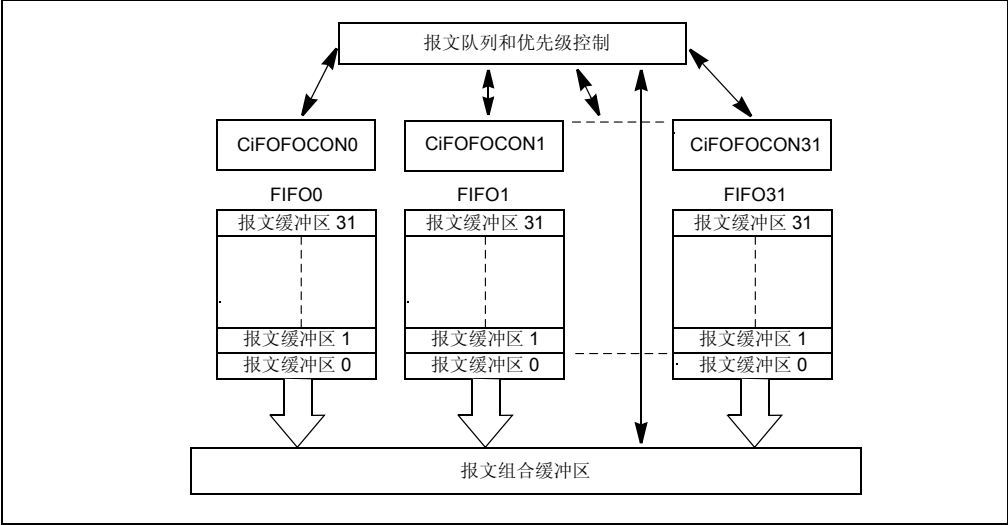 报文队列和优先级控制
CiFOFOCON0
CiFOFOCON1
CiFOFOCON31
FIFO0
FIFO1
FIFO31
报文缓冲区 31
报文缓冲区 31
报文缓冲区 31
报文缓冲区 1
报文缓冲区 1
报文缓冲区 1
报文缓冲区 0
报文缓冲区 0
报文缓冲区 0
报文组合缓冲区